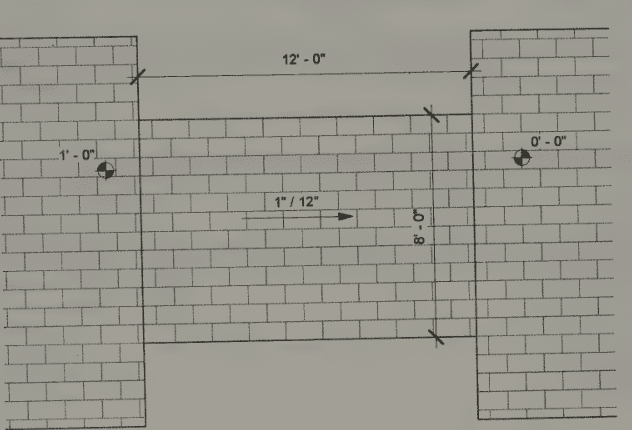 12' - 0"
1' - 0"
0' - 0"
1" / 12"
8' - 0"